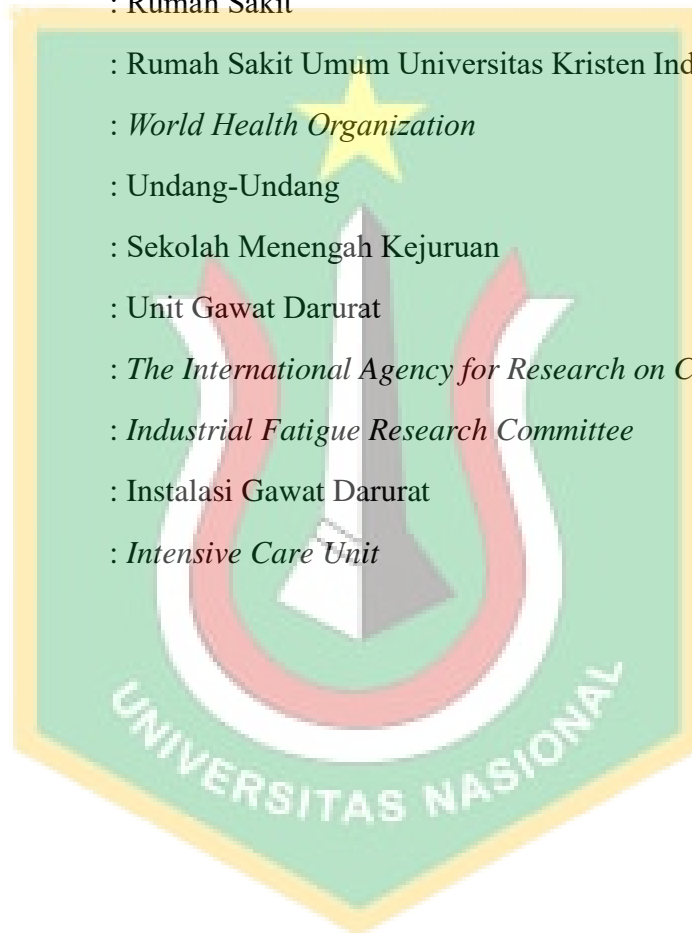 : Rumah Sakit
: Rumah Sakit Umum Universitas Kristen Ind
: World Health Organization
: Undang-Undang
: Sekolah Menengah Kejuruan
: Unit Gawat Darurat
: The International Agency for Research on C
: Industrial Fatigue Research Committee
: Instalasi Gawat Darurat
: Intensive Care Unit
UNIVERSITAS NASIONAL